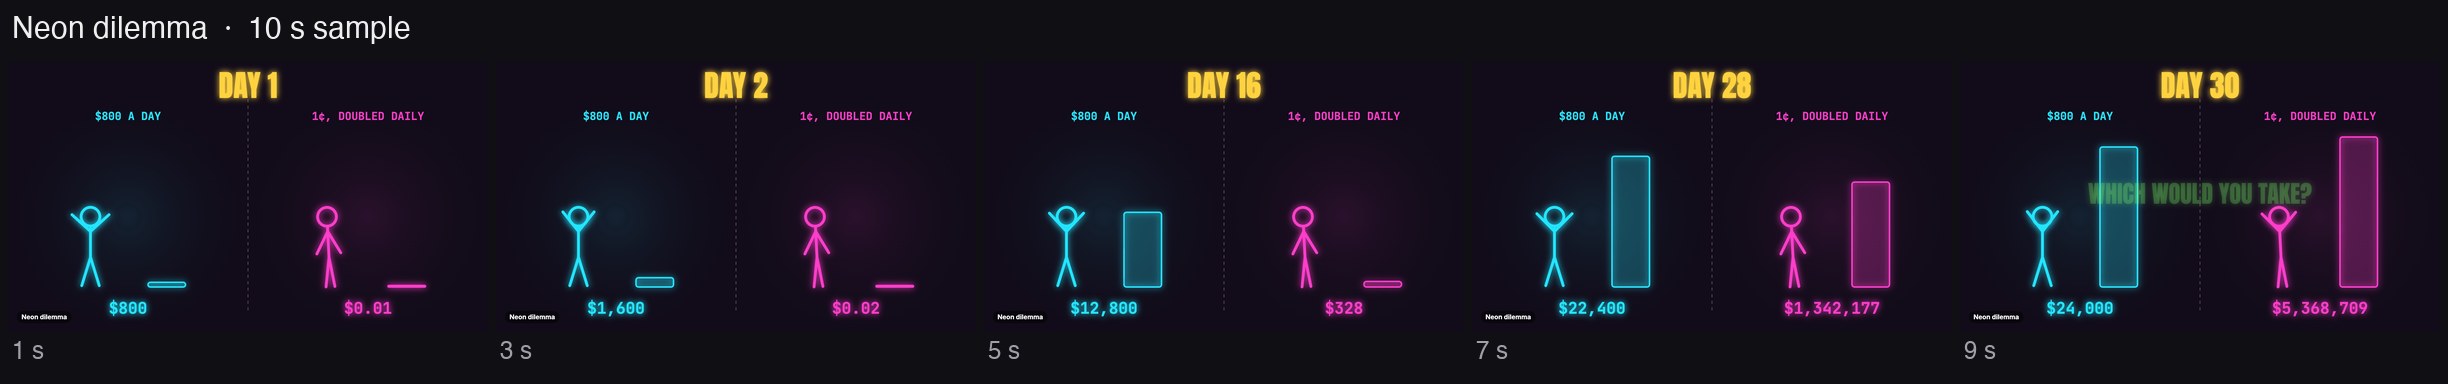 Neon dilemma · 10 s sample
DAY 1
$800 A DAY
1¢, DOUBLED DAILY
$800
$0.01
Neon dilemma
1 s
DAY 2
$800 A DAY
1¢, DOUBLED DAILY
$1,600
$0.02
Neon dilemma
3 s
DAY 16
$800 A DAY
1¢, DOUBLED DAILY
$12,800
$328
Neon dilemma
5 s
DAY 28
$800 A DAY
1¢, DOUBLED DAILY
$22,400
$1,342,177
Neon dilemma
7 s
DAY 30
$800 A DAY
1¢, DOUBLED DAILY
WHICH WOULD YOU TAKE?
$24,000
$5,368,709
Neon dilemma
9 s